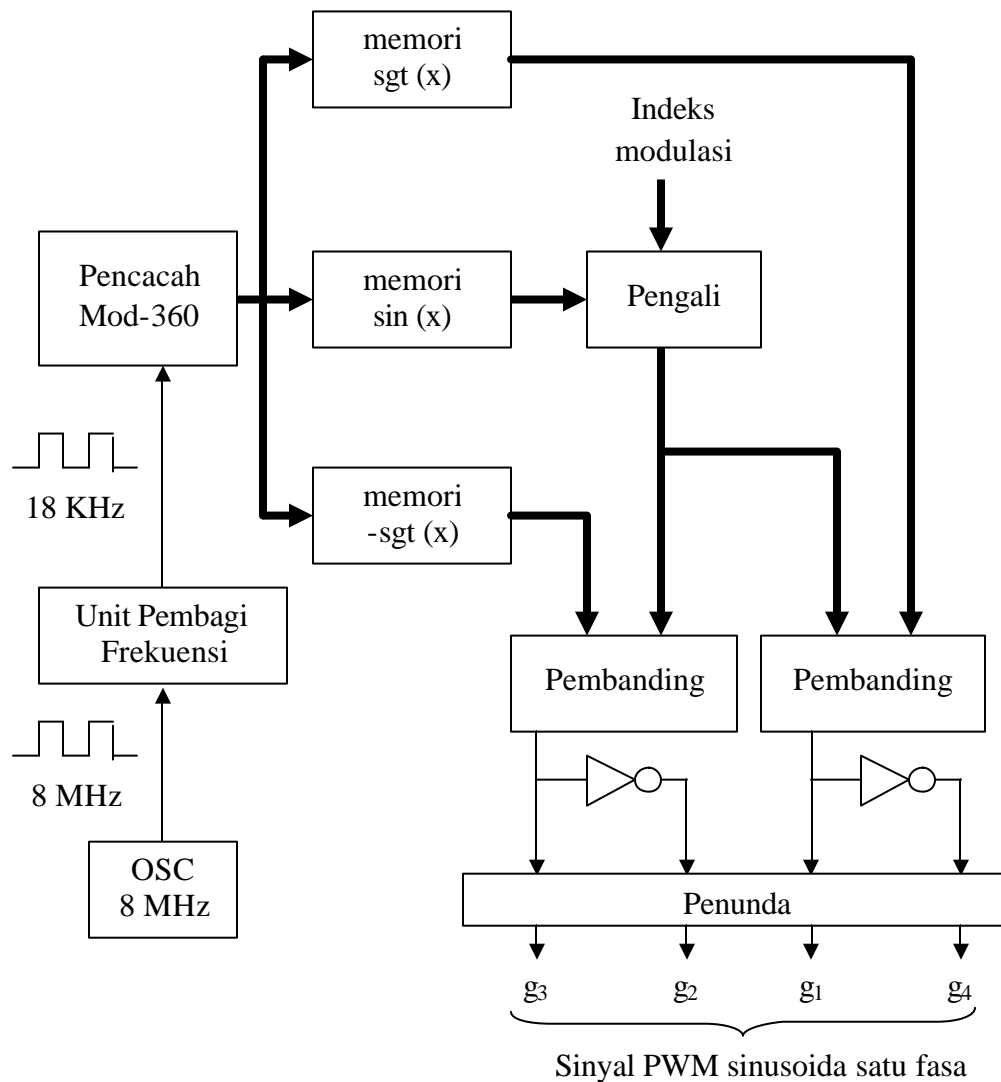 memori
sgt (x)
Indeks
modulasi
Pencacah
Mod-360
memori
sin (x)
Pengali
18 KHz
memori
-sgt (x)
Unit Pembagi
Frekuensi
Pembanding
Pembanding
8 MHz
OSC
8 MHz
Penunda
g3
g2
g1
g4
Sinyal PWM sinusoida satu fasa